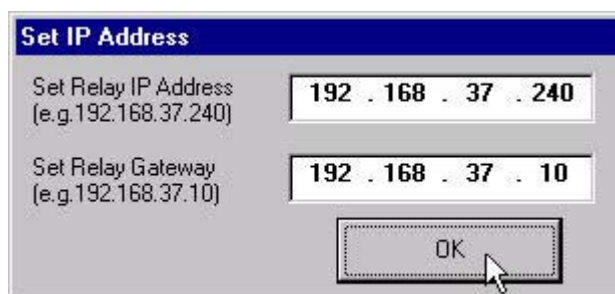 Set IP Address
Set Relay IP Address
(e.g.192.168.37.240)
192 . 168 . 37 . 240
Set Relay Gateway
(e.g.192.168.37.10)
192 . 168 . 37 . 10
OK